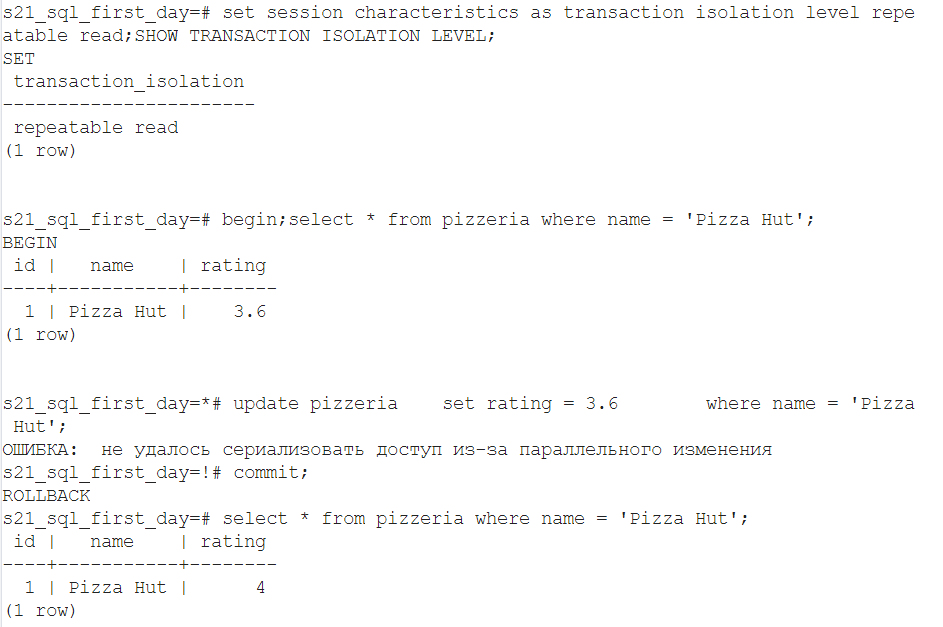 s21_sql_first_day=# set session characteristics as transaction isolation level repe
atable read;SHOW TRANSACTION ISOLATION LEVEL;
SET
 transaction_isolation
-----------------------
 repeatable read
(1 row)
s21_sql_first_day=# begin;select * from pizzeria where name = 'Pizza Hut';
BEGIN
 id |   name    | rating
----+-----------+--------
  1 | Pizza Hut |    3.6
(1 row)
s21_sql_first_day=*# update pizzeria    set rating = 3.6        where name = 'Pizza
 Hut';
ОШИБКА:  не удалось сериализовать доступ из-за параллельного изменения
s21_sql_first_day=!# commit;
ROLLBACK
s21_sql_first_day=# select * from pizzeria where name = 'Pizza Hut';
 id |   name    | rating
----+-----------+--------
  1 | Pizza Hut |      4
(1 row)